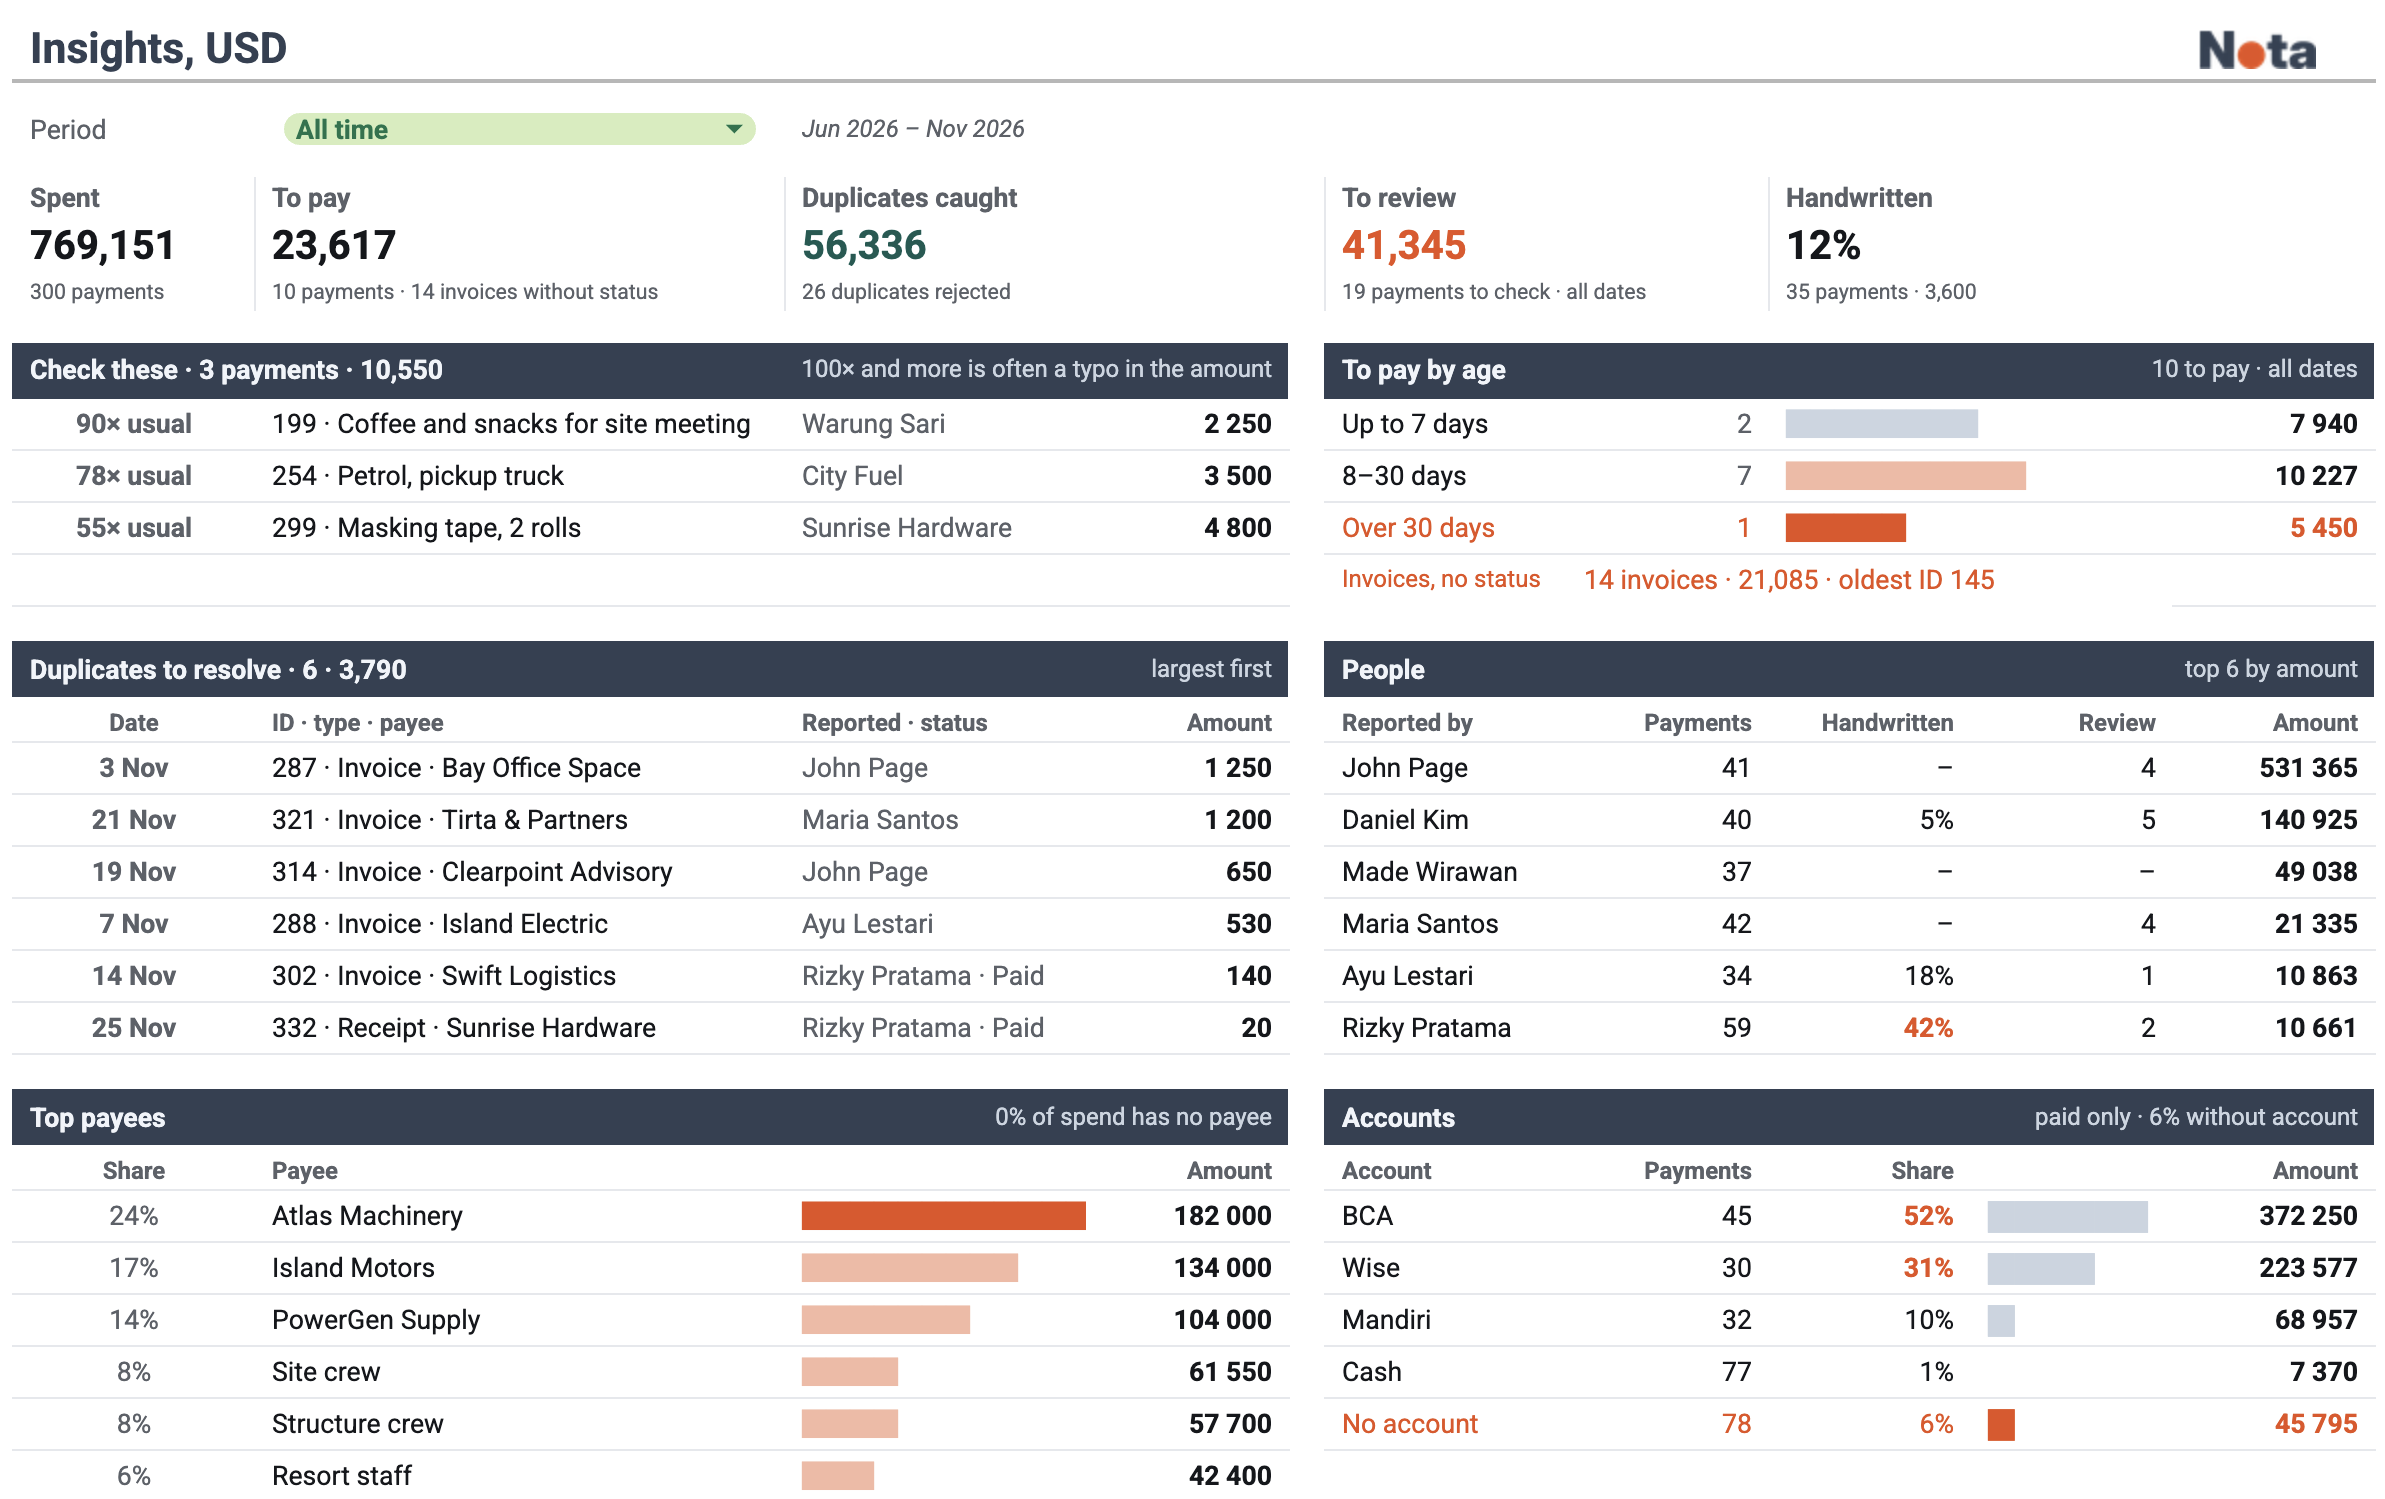 Insights, USD
Nota
Period All time Jun 2026 – Nov 2026
Spent To pay Duplicates caught To review Handwritten
769,151 23,617 56,336 41,345 12%
300 payments 10 payments · 14 invoices without status 26 duplicates rejected 19 payments to check · all dates 35 payments · 3,600
Check these · 3 payments · 10,550 100× and more is often a typo in the amount
90× usual 199 · Coffee and snacks for site meeting Warung Sari 2 250
78× usual 254 · Petrol, pickup truck City Fuel 3 500
55× usual 299 · Masking tape, 2 rolls Sunrise Hardware 4 800
To pay by age 10 to pay · all dates
Up to 7 days 2 7 940
8–30 days 7 10 227
Over 30 days 1 5 450
Invoices, no status 14 invoices · 21,085 · oldest ID 145
Duplicates to resolve · 6 · 3,790 largest first
Date ID · type · payee Reported · status Amount
3 Nov 287 · Invoice · Bay Office Space John Page 1 250
21 Nov 321 · Invoice · Tirta & Partners Maria Santos 1 200
19 Nov 314 · Invoice · Clearpoint Advisory John Page 650
7 Nov 288 · Invoice · Island Electric Ayu Lestari 530
14 Nov 302 · Invoice · Swift Logistics Rizky Pratama · Paid 140
25 Nov 332 · Receipt · Sunrise Hardware Rizky Pratama · Paid 20
People top 6 by amount
Reported by Payments Handwritten Review Amount
John Page 41 – 4 531 365
Daniel Kim 40 5% 5 140 925
Made Wirawan 37 – – 49 038
Maria Santos 42 – 4 21 335
Ayu Lestari 34 18% 1 10 863
Rizky Pratama 59 42% 2 10 661
Top payees 0% of spend has no payee
Share Payee Amount
24% Atlas Machinery 182 000
17% Island Motors 134 000
14% PowerGen Supply 104 000
8% Site crew 61 550
8% Structure crew 57 700
6% Resort staff 42 400
Accounts paid only · 6% without account
Account Payments Share Amount
BCA 45 52% 372 250
Wise 30 31% 223 577
Mandiri 32 10% 68 957
Cash 77 1% 7 370
No account 78 6% 45 795